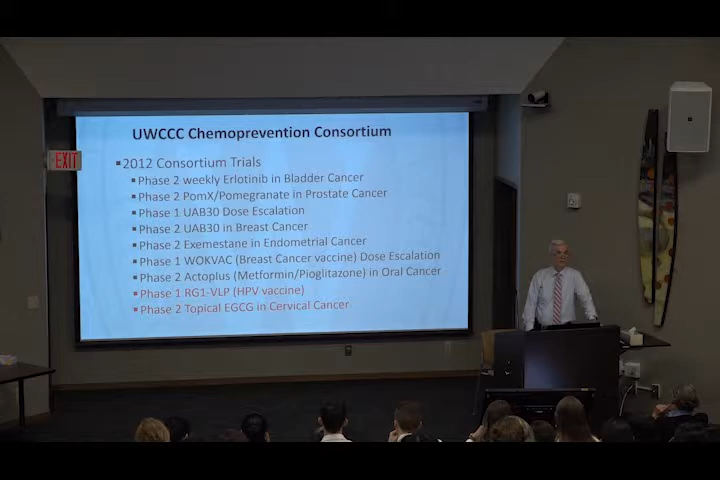 UWCCC Chemoprevention Consortium
2012 Consortium Trials
Phase 2 weekly Erlotinib in Bladder Cancer
Phase 2 PomX/Pomegranate in Prostate Cancer
Phase 1 UAB30 Dose Escalation
Phase 2 UAB30 in Breast Cancer
Phase 2 Exemestane in Endometrial Cancer
Phase 1 WOKVAC (Breast Cancer vaccine) Dose Escalation
Phase 2 Actoplus (Metformin/Pioglitazone) in Oral Cancer
Phase 1 RG1-VLP (HPV vaccine)
Phase 2 Topical EGCG in Cervical Cancer
EXIT